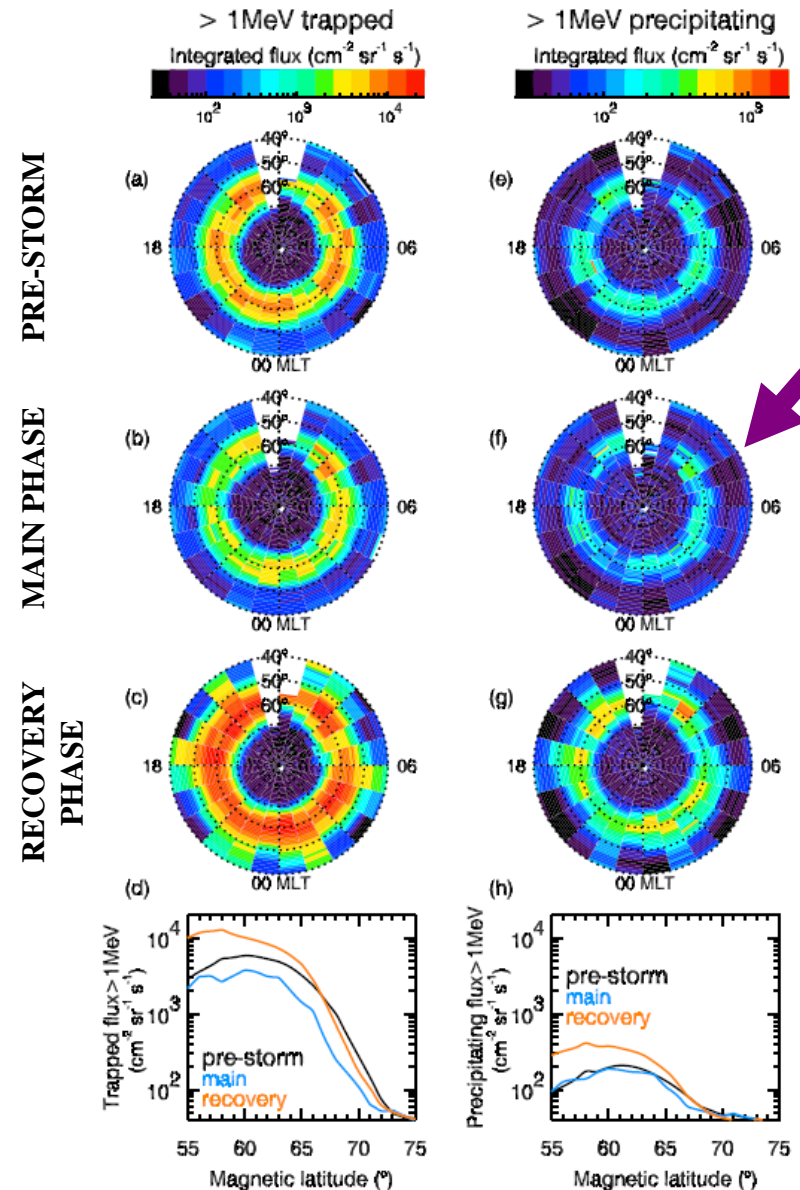 > 1MeV trapped
> 1MeV precipitating
Integrated flux (cm⁻² sr⁻¹ s⁻¹)
Integrated flux (cm⁻² sr⁻¹ s⁻¹)
10² 10³ 10⁴
10² 10³
PRE-STORM
(a)
40°
50°
60°
18
06
00 MLT
(e)
40°
50°
60°
18
06
00 MLT
MAIN PHASE
(b)
40°
50°
60°
18
06
00 MLT
(f)
40°
50°
60°
18
06
00 MLT
RECOVERY
PHASE
(c)
40°
50°
60°
18
06
00 MLT
(g)
40°
50°
60°
18
06
00 MLT
(d)
Trapped flux > 1MeV
(cm⁻² sr⁻¹ s⁻¹)
10⁴
10³
10²
pre-storm
main
recovery
55 60 65 70 75
Magnetic latitude (°)
(h)
Precipitating flux > 1MeV
(cm⁻² sr⁻¹ s⁻¹)
10⁴
10³
10²
pre-storm
main
recovery
55 60 65 70 75
Magnetic latitude (°)